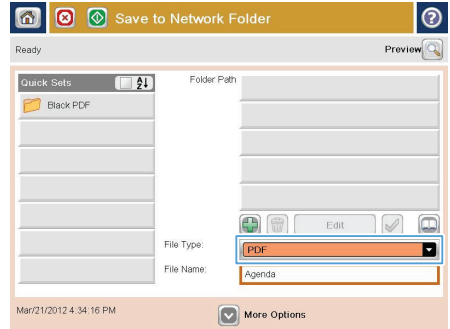 Save to Network Folder
Ready
Preview
Quick Sets
A
Z
Folder Path
Black PDF
Edit
File Type:
PDF
File Name:
Agenda
Mar/21/2012 4:34:16 PM
More Options